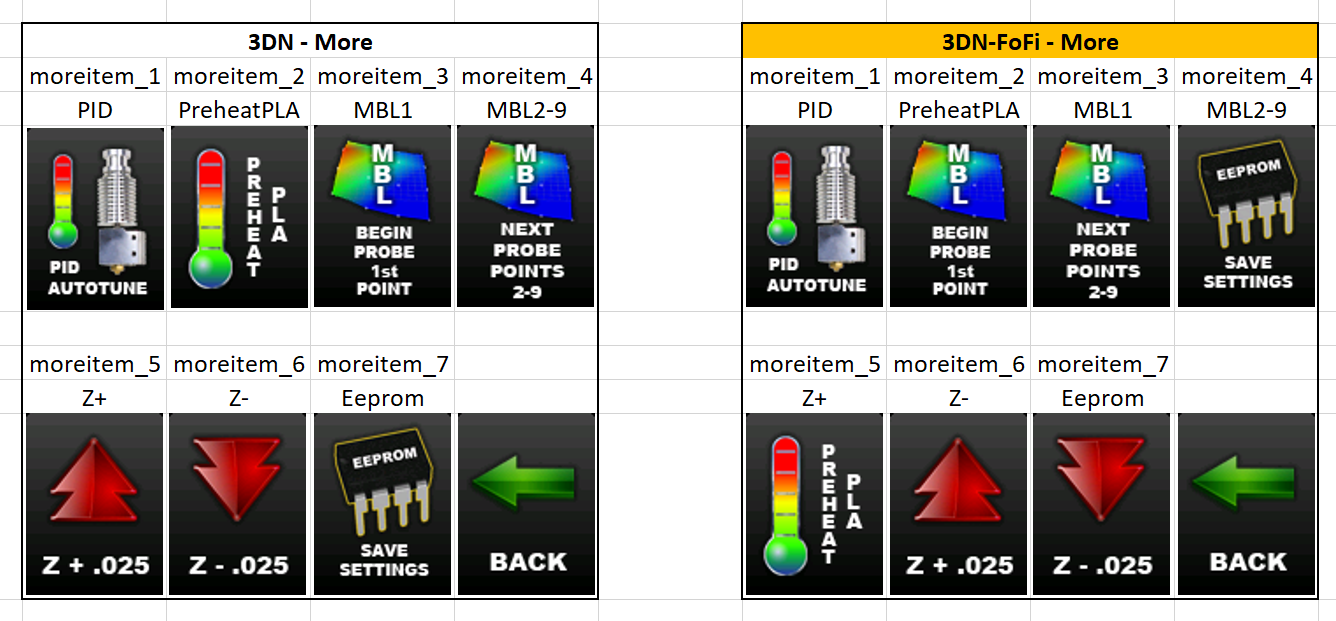 3DN - More
moreitem_1 moreitem_2 moreitem_3 moreitem_4
PID PreheatPLA MBL1 MBL2-9
PID
AUTOTUNE
PREHEAT
PLA
MBL
BEGIN
PROBE
1st
POINT
MBL
NEXT
PROBE
POINTS
2-9
moreitem_5 moreitem_6 moreitem_7
Z+ Z- Eeprom
Z + .025
Z - .025
EEPROM
SAVE
SETTINGS
BACK
3DN-FoFi - More
moreitem_1 moreitem_2 moreitem_3 moreitem_4
PID PreheatPLA MBL1 MBL2-9
PID
AUTOTUNE
MBL
BEGIN
PROBE
1st
POINT
MBL
NEXT
PROBE
POINTS
2-9
EEPROM
SAVE
SETTINGS
moreitem_5 moreitem_6 moreitem_7
Z+ Z- Eeprom
PREHEAT
PLA
Z + .025
Z - .025
BACK